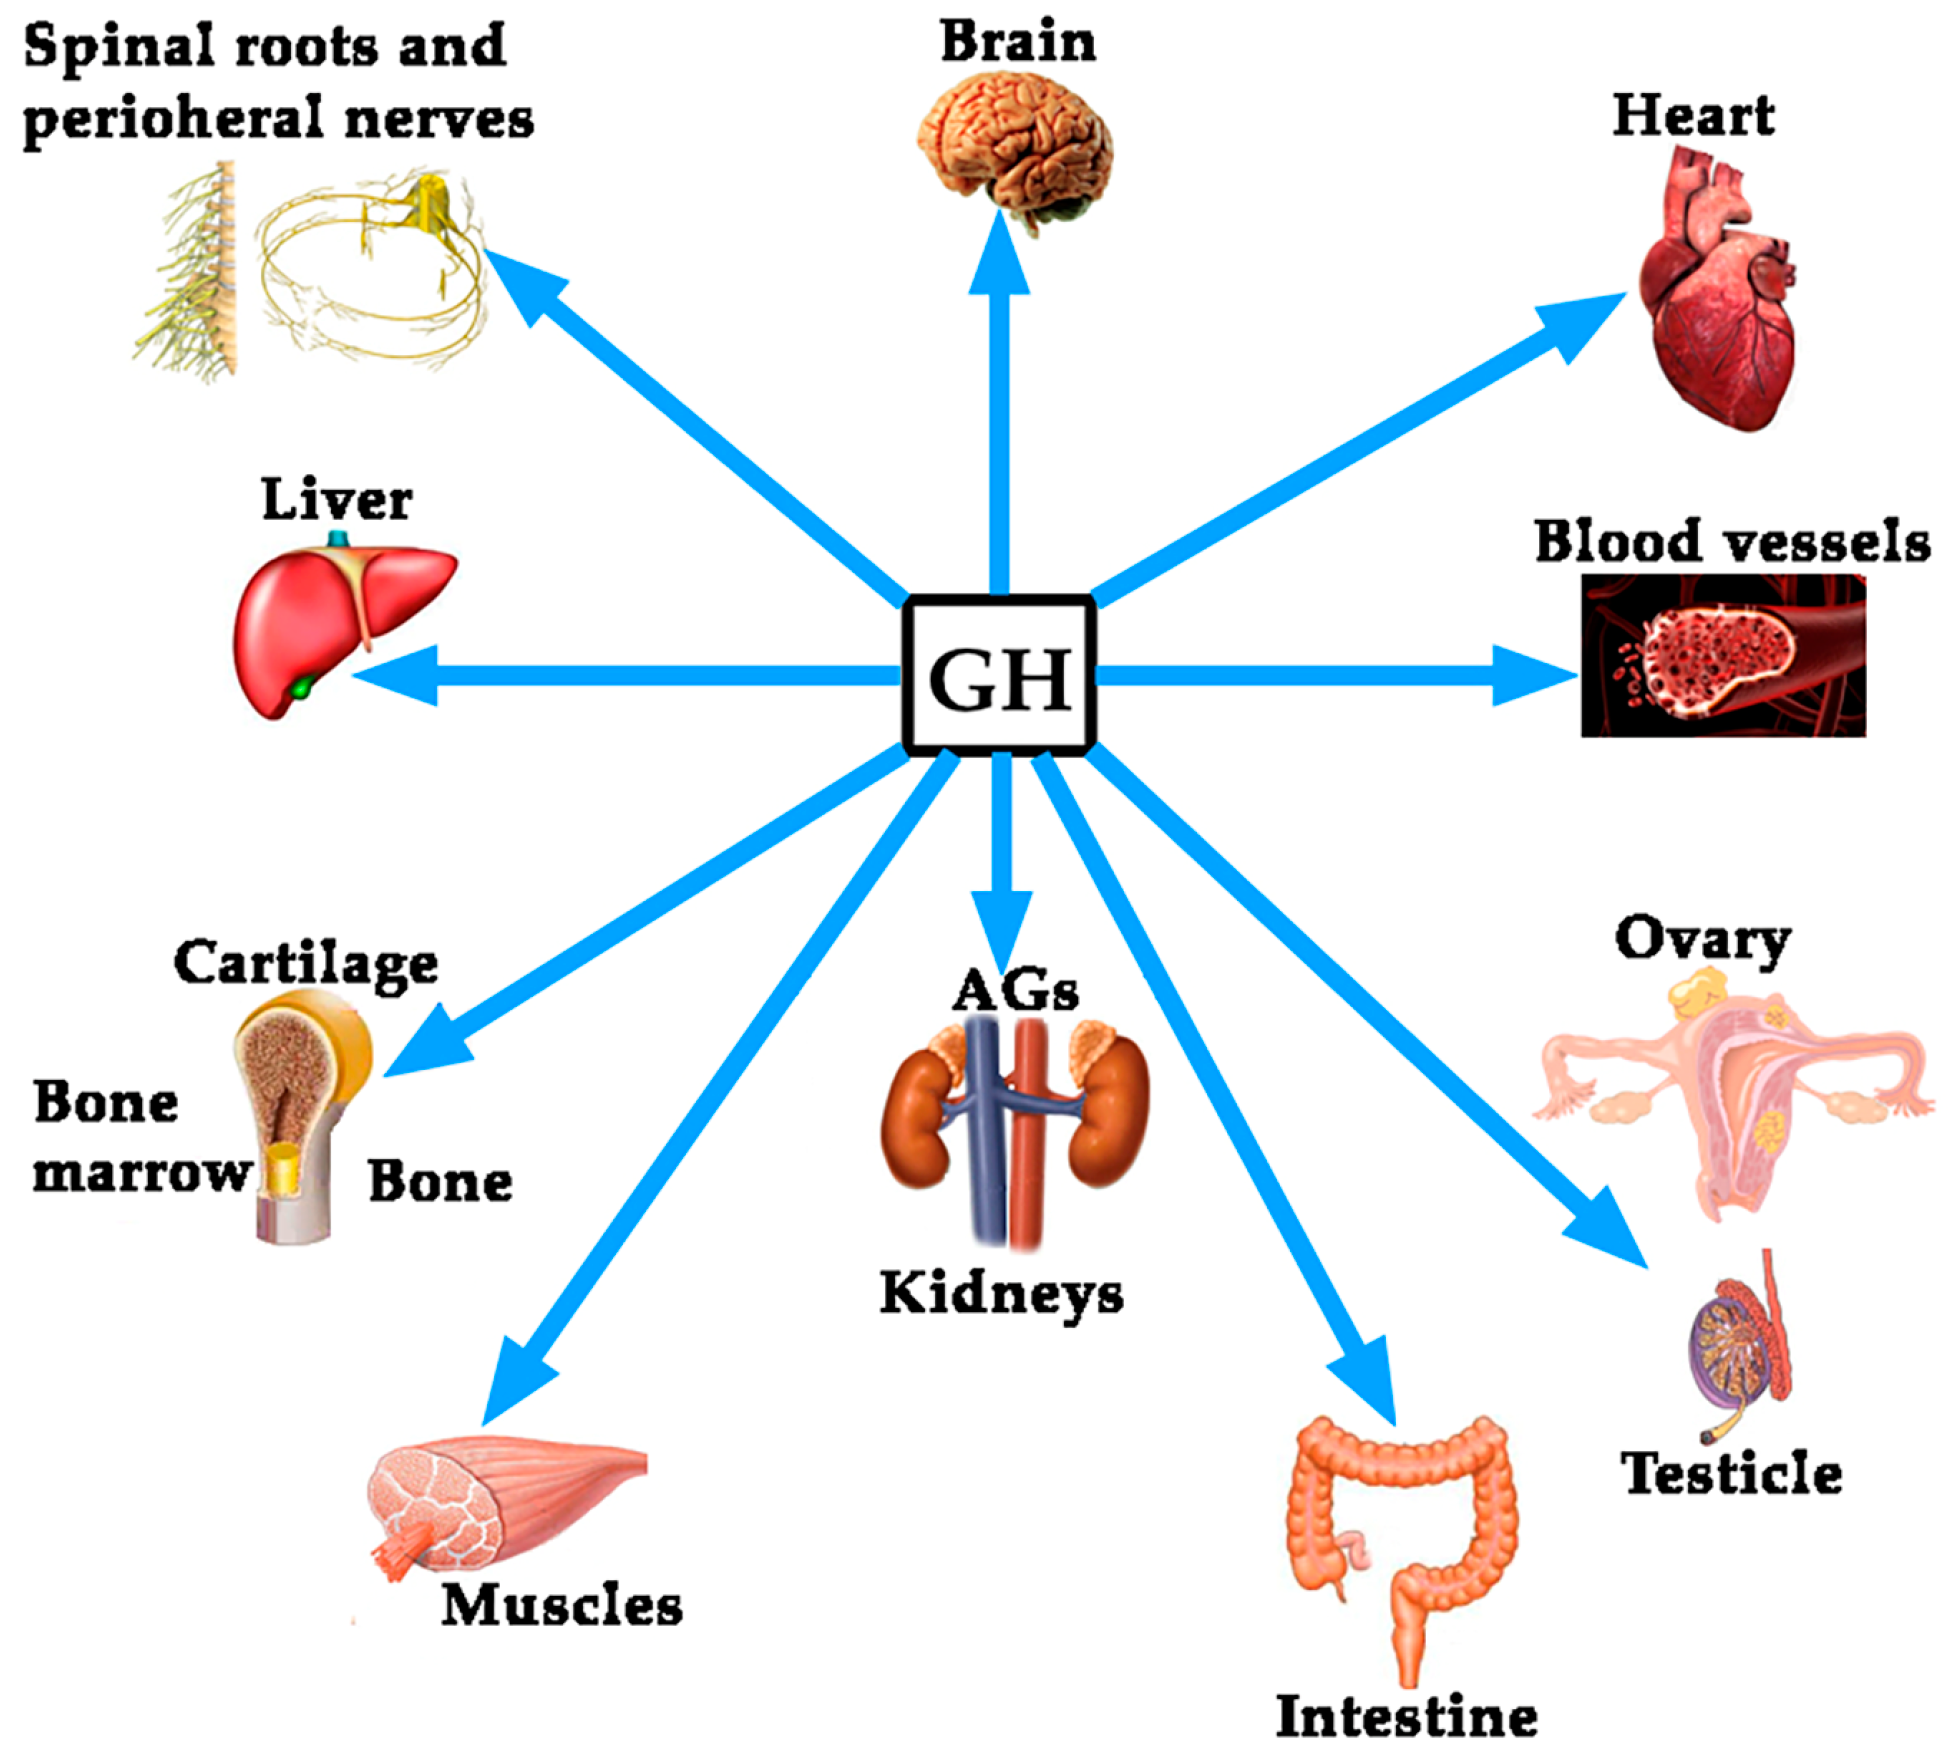 Spinal roots and
perioheral nerves
Brain
Heart
Liver
Blood vessels
GH
Cartilage
Bone
marrow
Bone
AGs
Kidneys
Ovary
Testicle
Muscles
Intestine